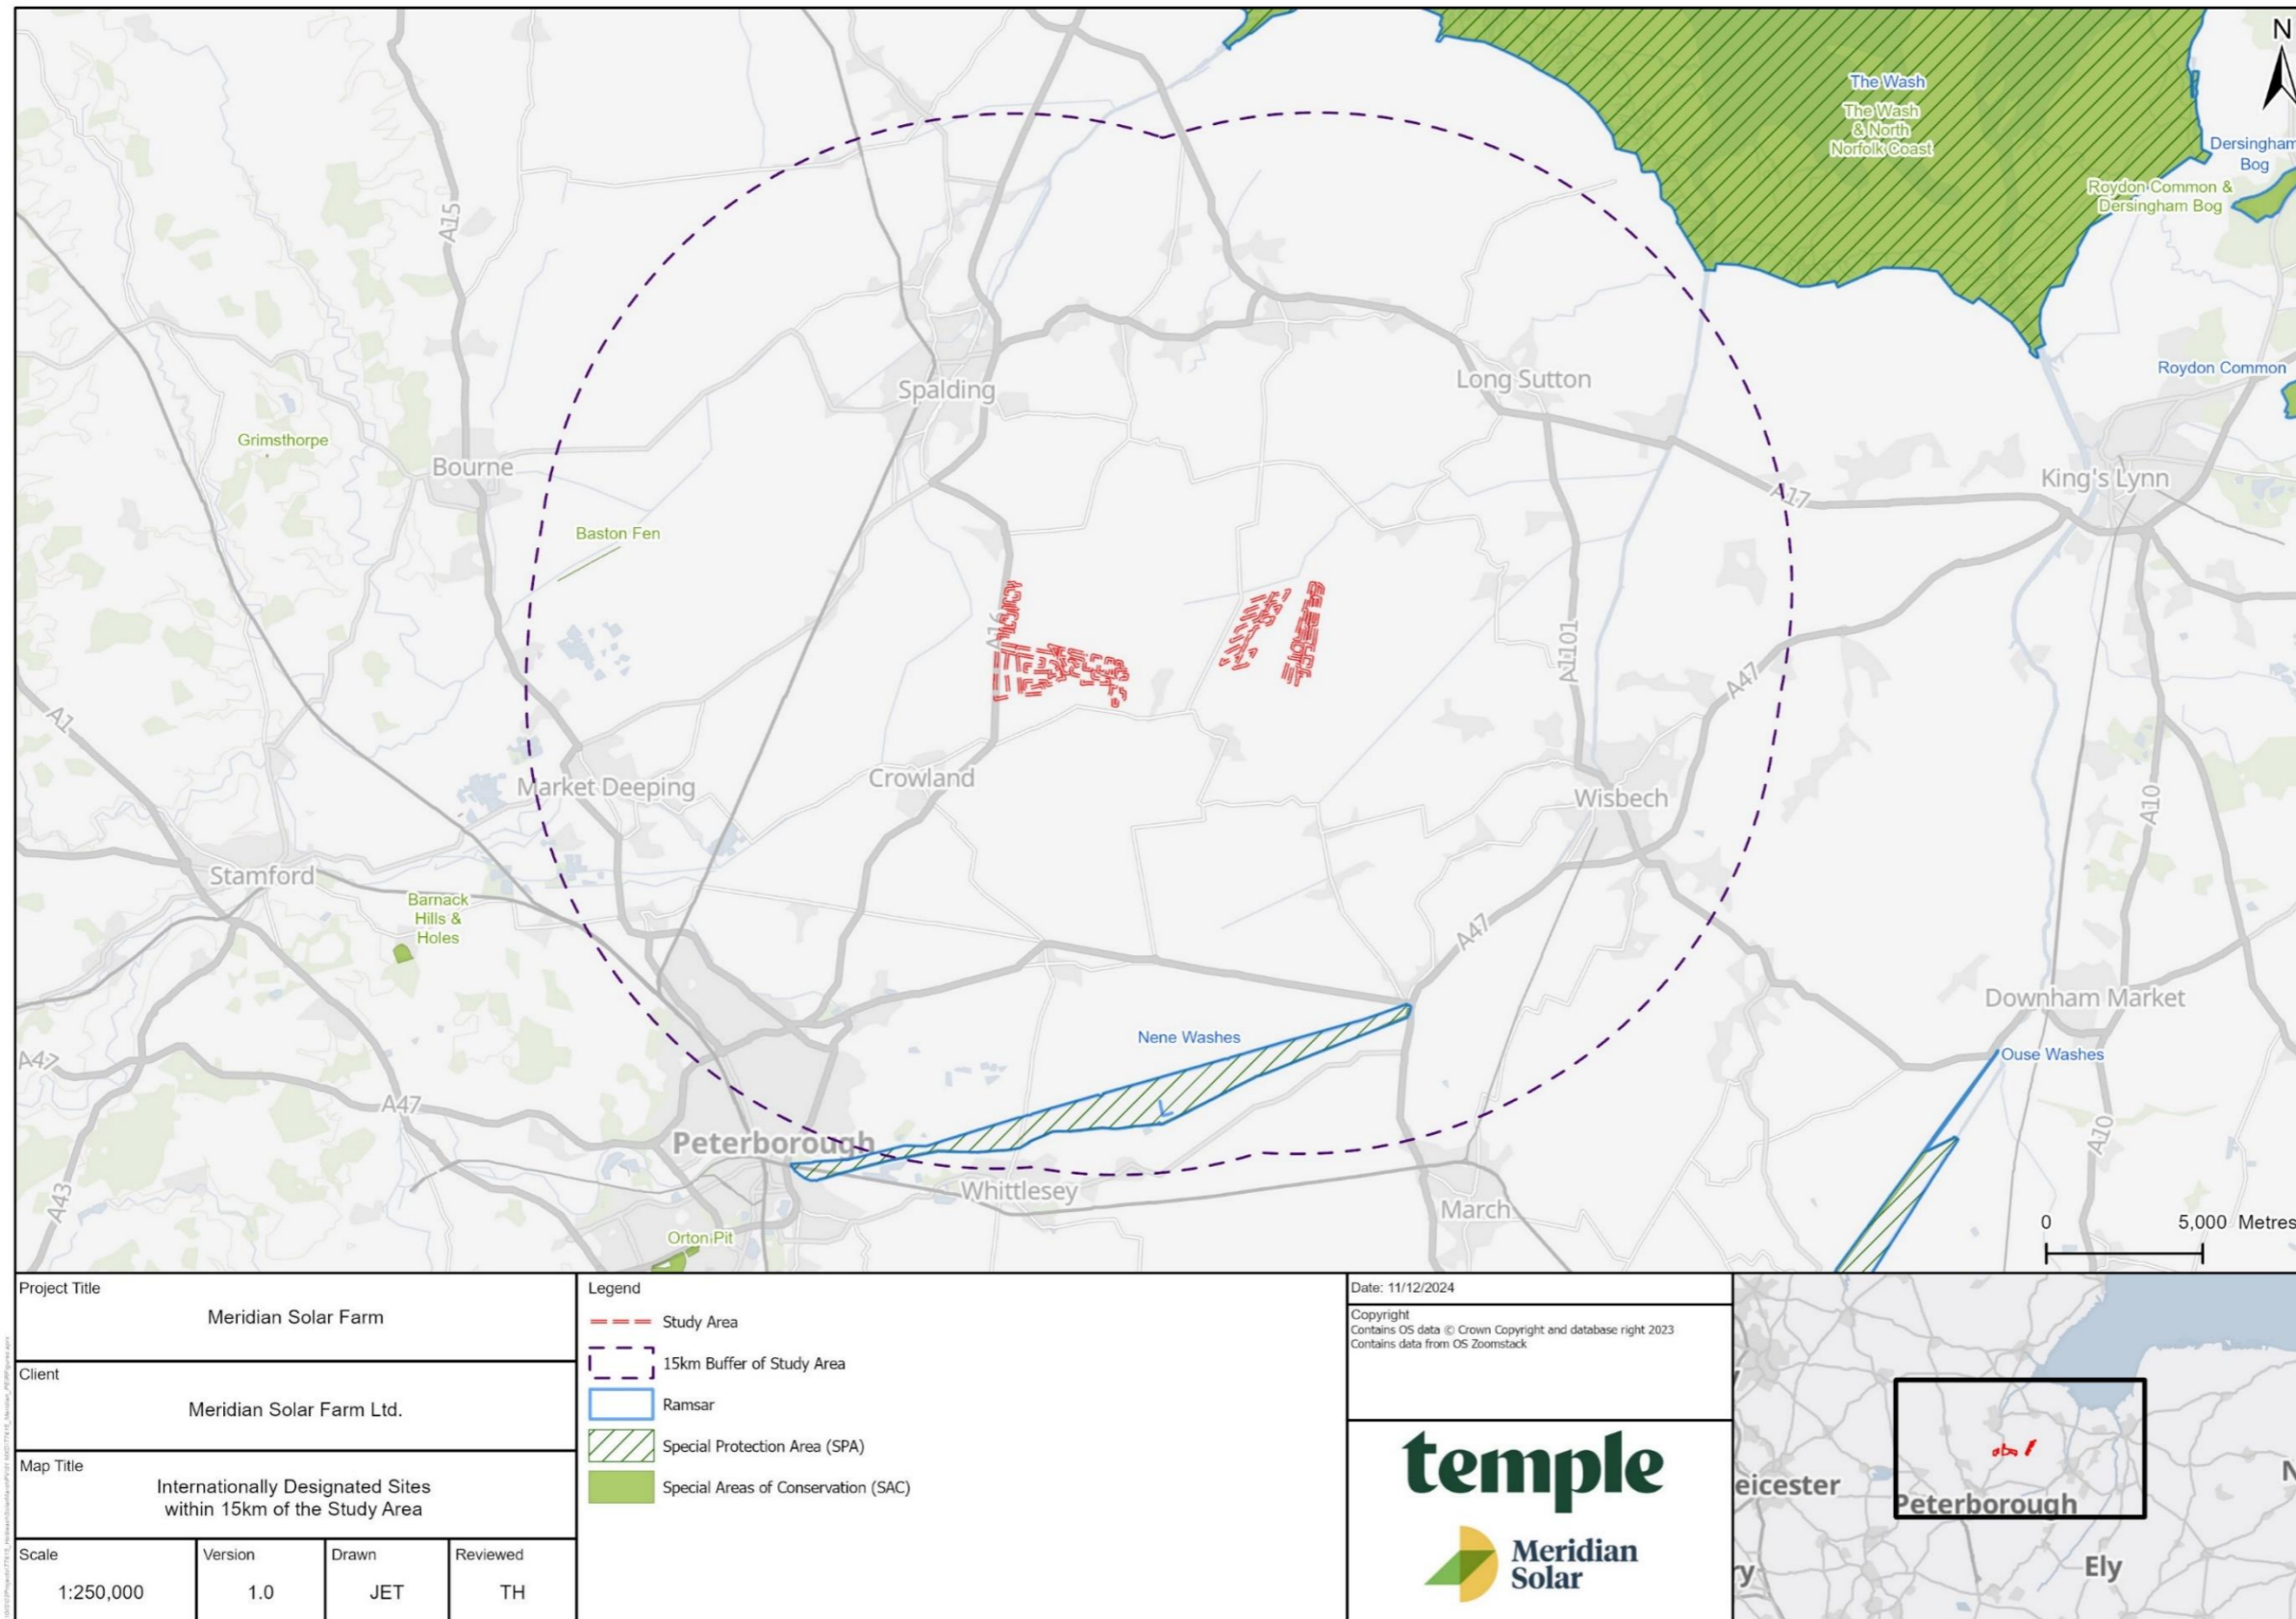 N
The Wash
The Wash
& North
Norfolk Coast
Dersingham
Bog
Roydon Common &
Dersingham Bog
A15
Spalding
Long Sutton
Roydon Common
Grimsthorpe
Bourne
King's Lynn
A17
Baston Fen
A16
A1101
A47
A1
Market Deeping
Crowland
Wisbech
A10
Stamford
Barnack
Hills &
Holes
A47
Downham Market
Nene Washes
Ouse Washes
A47
A47
A10
Peterborough
Whittlesey
March
A43
Orton Pit
0
5,000 Metres
Project Title
Meridian Solar Farm
Client
Meridian Solar Farm Ltd.
Map Title
Internationally Designated Sites
within 15km of the Study Area
Scale
1:250,000
Version
1.0
Drawn
JET
Reviewed
TH
Legend
Study Area
15km Buffer of Study Area
Ramsar
Special Protection Area (SPA)
Special Areas of Conservation (SAC)
Date: 11/12/2024
Copyright
Contains OS data © Crown Copyright and database right 2023
Contains data from OS Zoomstack
temple
Meridian
Solar
eicester
Peterborough
Ely
ry
N